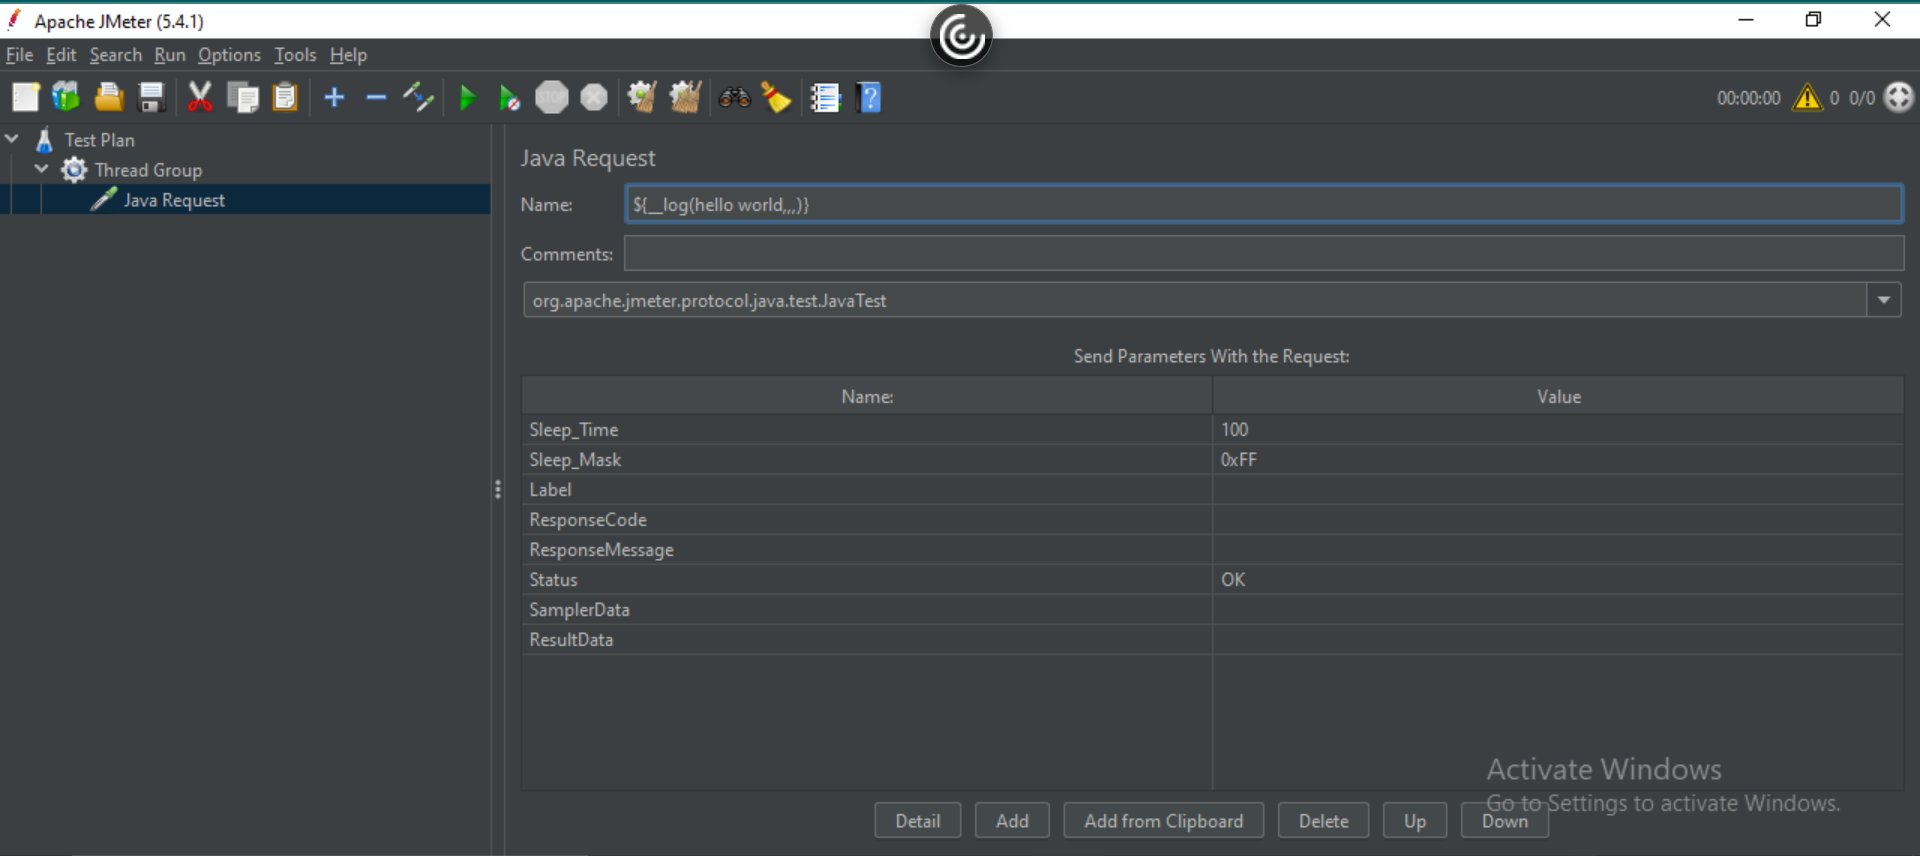 Apache JMeter (5.4.1)
File Edit Search Run Options Tools Help
STOP
00:00:00 0 0/0
Test Plan
Thread Group
Java Request
Java Request
Name: ${__log(hello world,,,)}
Comments:
org.apache.jmeter.protocol.java.test.JavaTest
Send Parameters With the Request:
Name: Value
Sleep_Time 100
Sleep_Mask 0xFF
Label
ResponseCode
ResponseMessage
Status OK
SamplerData
ResultData
Activate Windows
Go to Settings to activate Windows.
Detail Add Add from Clipboard Delete Up Down